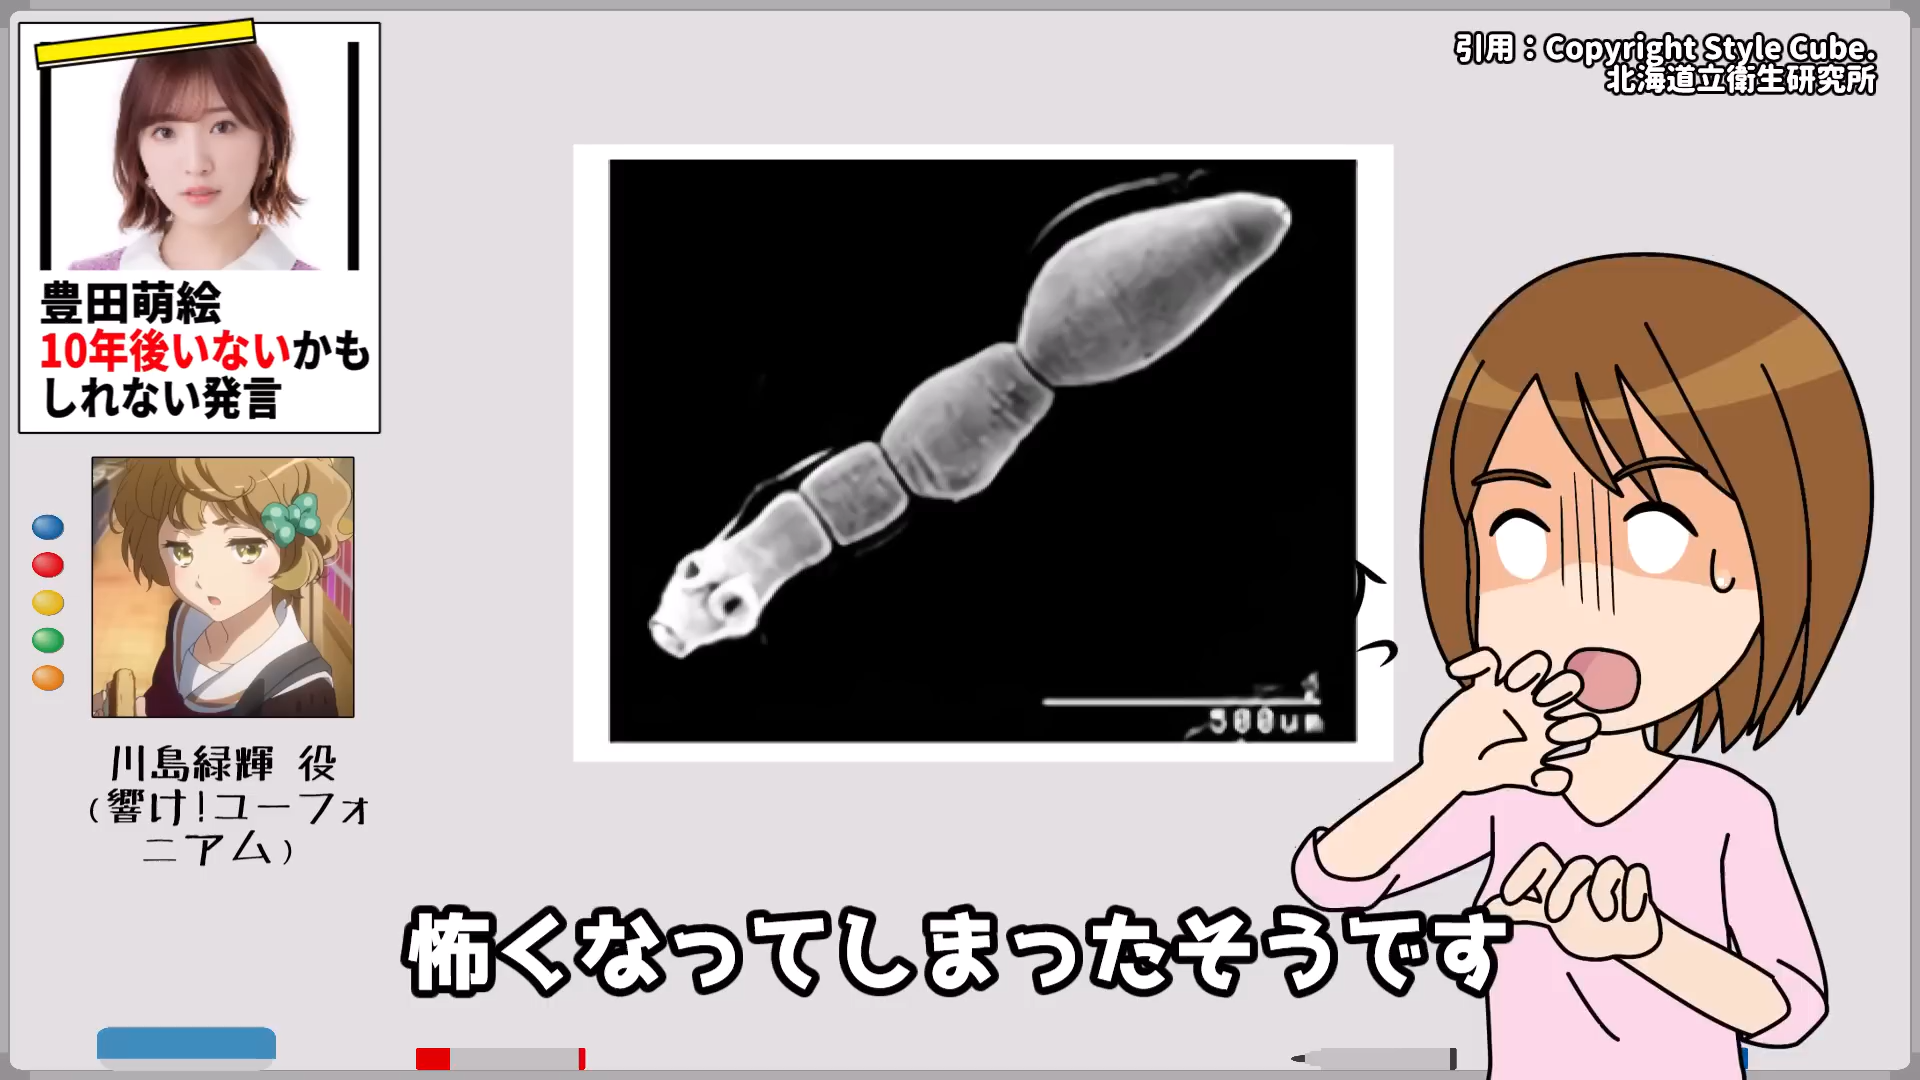 引用：Copyright Style Cube.
北海道立衛生研究所
豊田萌絵
10年後いないかも
しれない発言
500um
川島緑輝 役
(響け!ユーフォ
ニアム)
怖くなってしまったそうです